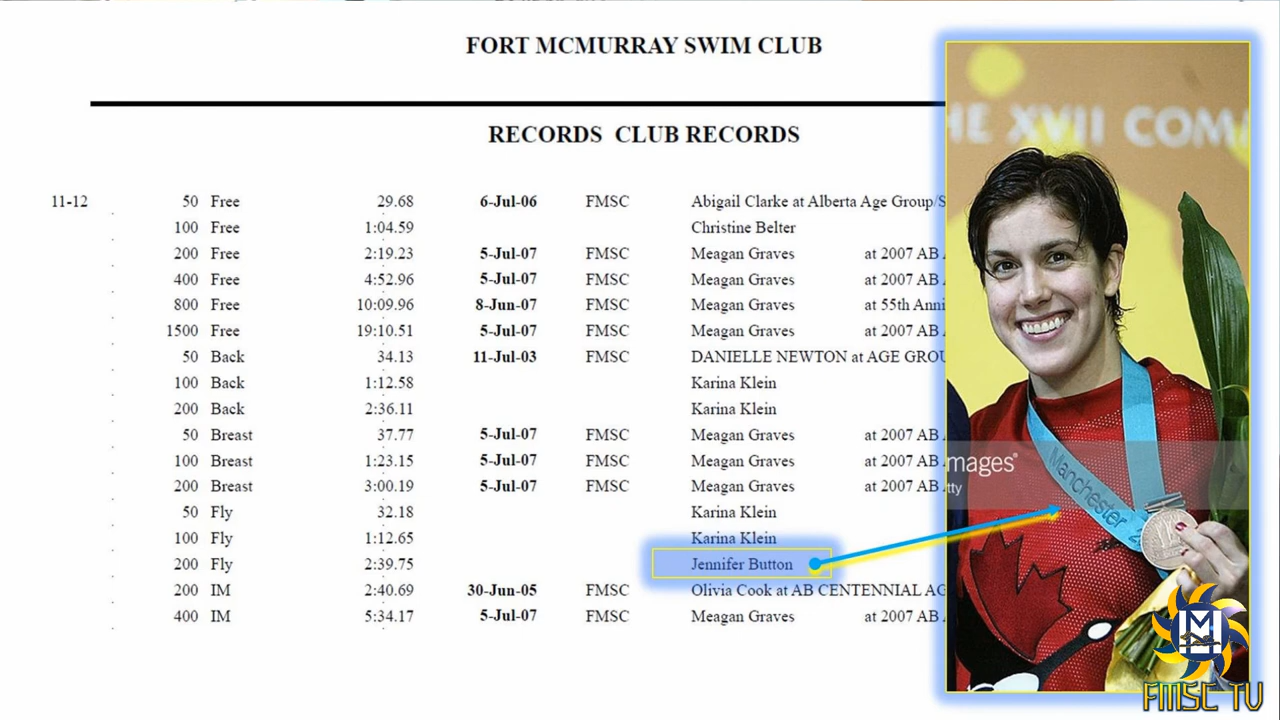 FORT MCMURRAY SWIM CLUB
RECORDS CLUB RECORDS
11-12 50 Free 29.68 6-Jul-06 FMSC Abigail Clarke at Alberta Age Group/S
100 Free 1:04.59 Christine Belter
200 Free 2:19.23 5-Jul-07 FMSC Meagan Graves at 2007 AB
400 Free 4:52.96 5-Jul-07 FMSC Meagan Graves at 2007 AB
800 Free 10:09.96 8-Jun-07 FMSC Meagan Graves at 55th Anni
1500 Free 19:10.51 5-Jul-07 FMSC Meagan Graves at 2007 AB
50 Back 34.13 11-Jul-03 FMSC DANIELLE NEWTON at AGE GROU
100 Back 1:12.58 Karina Klein
200 Back 2:36.11 Karina Klein
50 Breast 37.77 5-Jul-07 FMSC Meagan Graves at 2007 AB
100 Breast 1:23.15 5-Jul-07 FMSC Meagan Graves at 2007 AB
200 Breast 3:00.19 5-Jul-07 FMSC Meagan Graves at 2007 AB
50 Fly 32.18 Karina Klein
100 Fly 1:12.65 Karina Klein
200 Fly 2:39.75 Jennifer Button
200 IM 2:40.69 30-Jun-05 FMSC Olivia Cook at AB CENTENNIAL AG
400 IM 5:34.17 5-Jul-07 FMSC Meagan Graves at 2007 AB
HE XVII COM
mages®
tty
Manchester 2
M
FMSC TV